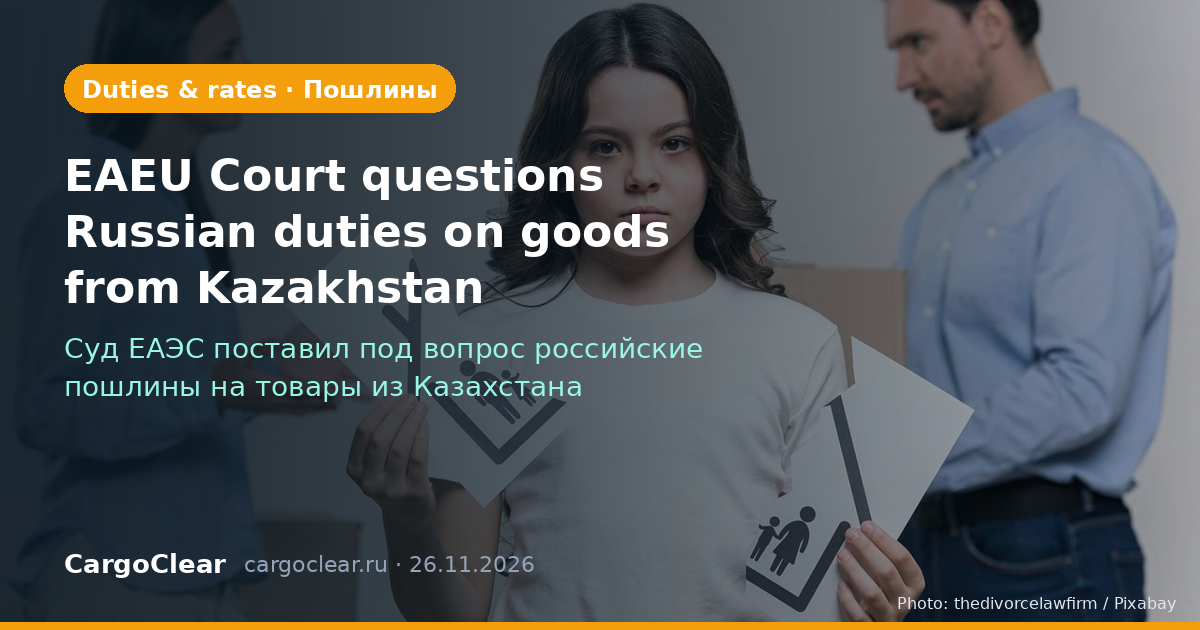 Duties & rates · Пошлины
EAEU Court questions
Russian duties on goods
from Kazakhstan
Суд ЕАЭС поставил под вопрос российские
пошлины на товары из Казахстана
CargoClear cargoclear.ru · 26.11.2026
Photo: thedivorcelawfirm / Pixabay